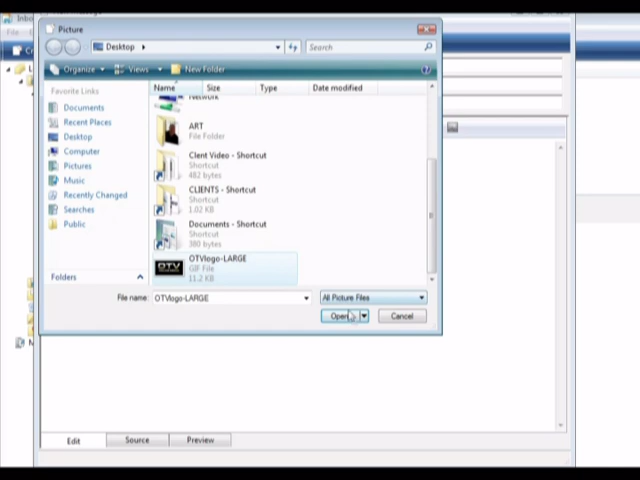 Inbo
Picture
Desktop
Search
Organize
Views
New Folder
Favorite Links
Name Size Type Date modified
Network
Documents
ART
File Folder
Recent Places
Desktop
Client Video - Shortcut
Shortcut
482 bytes
Computer
Pictures
Music
CLIENTS - Shortcut
Shortcut
1.02 KB
Recently Changed
Searches
Public
Documents - Shortcut
Shortcut
380 bytes
OTV
OTVlogo-LARGE
GIF File
11.2 KB
Folders
File name: OTVlogo-LARGE
All Picture Files
Open
Cancel
Edit Source Preview